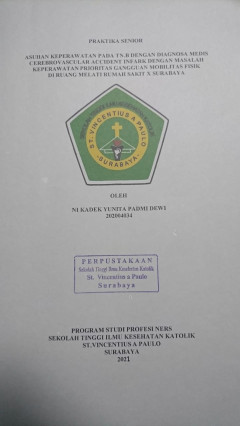 PRAKTIKA SENIOR
ASUHAN KEPERAWATAN PADA TN.B DENGAN DIAGNOSA MEDIS
CEREBROVASCULAR ACCIDENT INFARK DENGAN MASALAH
KEPERAWATAN PRIORITAS GANGGUAN MOBILITAS FISIK
DI RUANG MELATI RUMAH SAKIT X SURABAYA
ST.VINCENTIUS A PAULO
SURABAYA
OLEH
NI KADEK YUNITA PADMI DEWI
202004034
PERPUSTAKAAN
Sekolah Tinggi Ilmu Kesehatan Katolik
St. Vincentius a Paulo
Surabaya
PROGRAM STUDI PROFESI NERS
SEKOLAH TINGGI ILMU KESEHATAN KATOLIK
ST.VINCENTIUS A PAULO
SURABAYA
2021